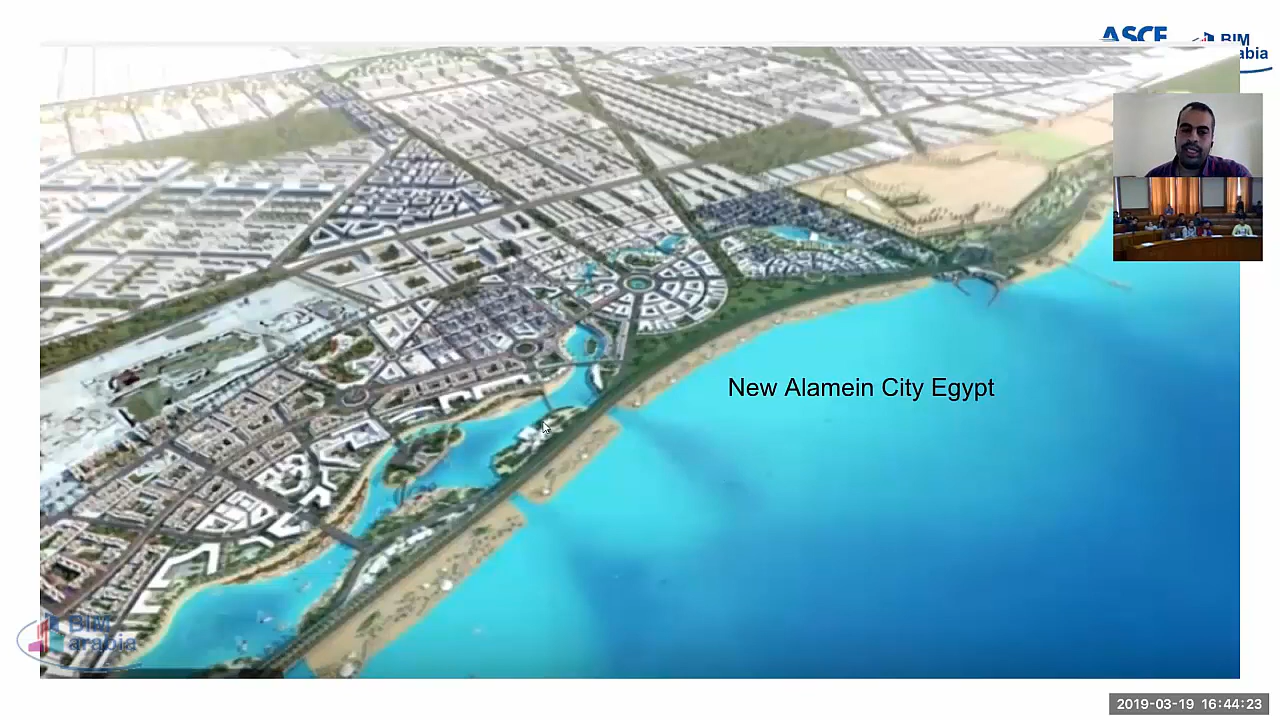 ASCE
BIM
abia
New Alamein City Egypt
BIM
arabia
2019-03-19 16:44:23